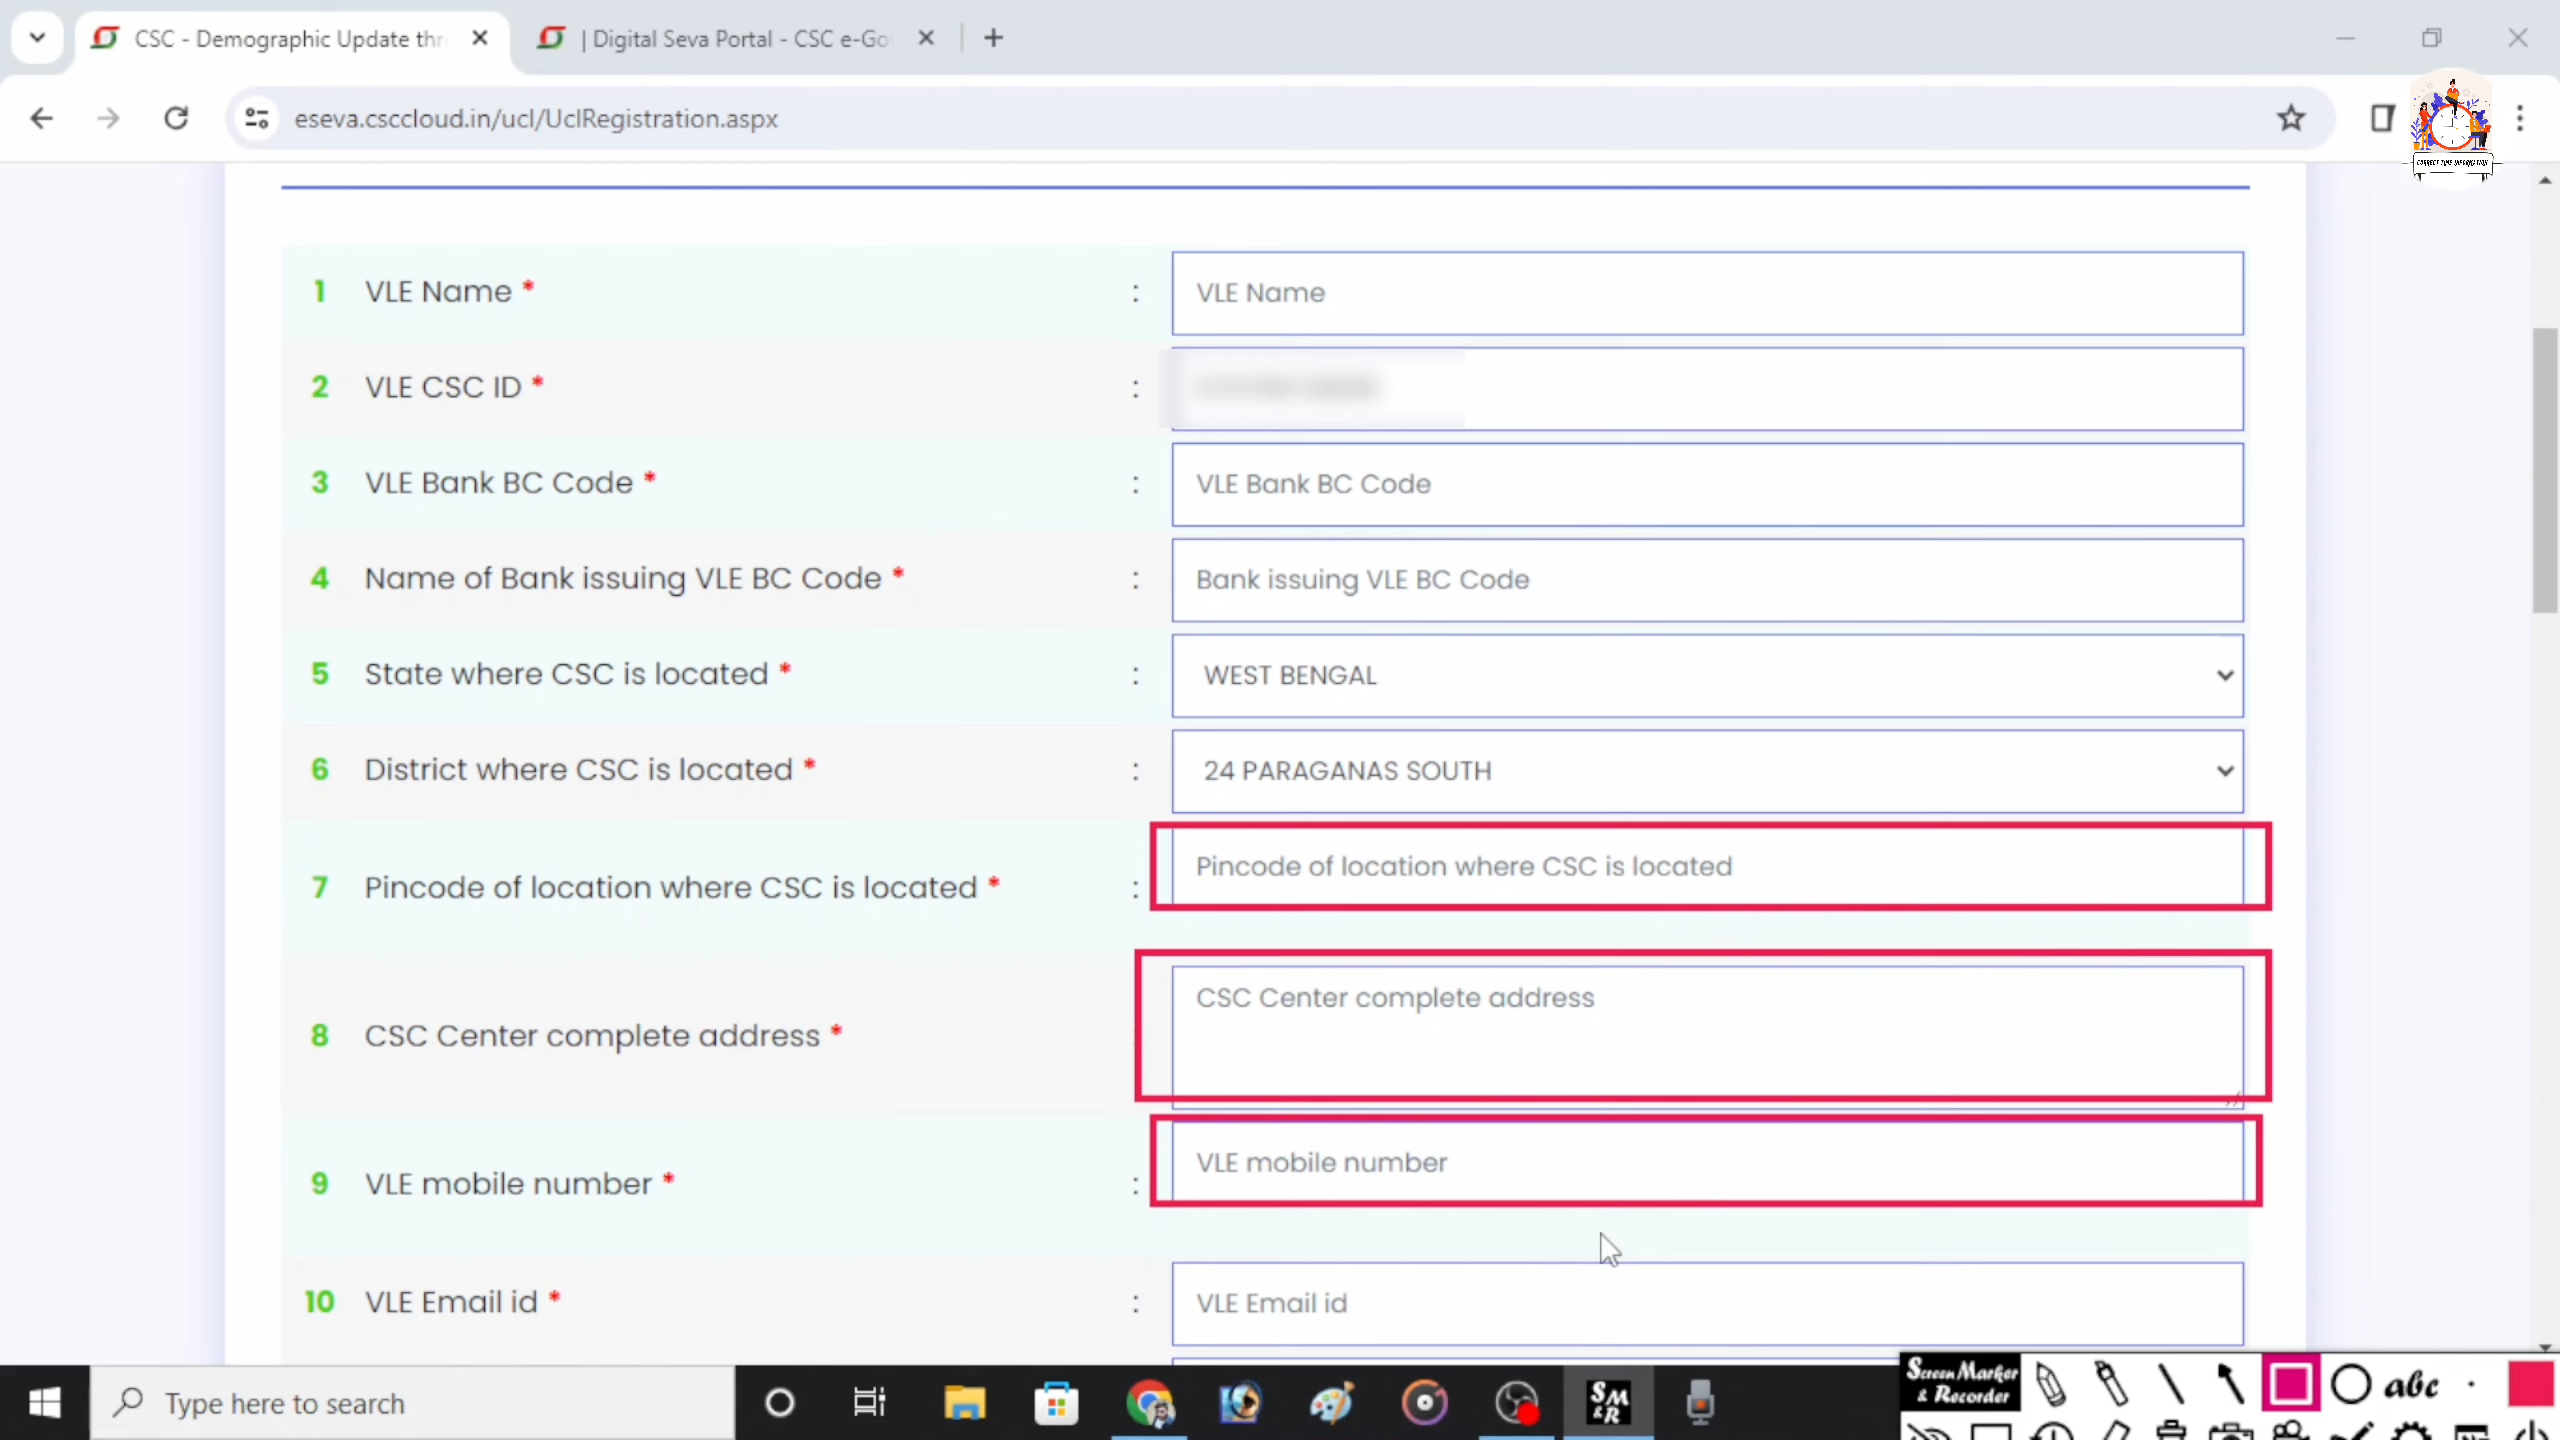 CSC - Demographic Update thr
| Digital Seva Portal - CSC e-Go
eseva.csccloud.in/ucl/UclRegistration.aspx
CORRECT TIME INFORMATION
1 VLE Name * : VLE Name
2 VLE CSC ID * :
3 VLE Bank BC Code * : VLE Bank BC Code
4 Name of Bank issuing VLE BC Code * : Bank issuing VLE BC Code
5 State where CSC is located * : WEST BENGAL
6 District where CSC is located * : 24 PARAGANAS SOUTH
7 Pincode of location where CSC is located * : Pincode of location where CSC is located
8 CSC Center complete address * CSC Center complete address
9 VLE mobile number * : VLE mobile number
10 VLE Email id * : VLE Email id
Type here to search
SM
&R
Screen Marker
& Recorder
abc